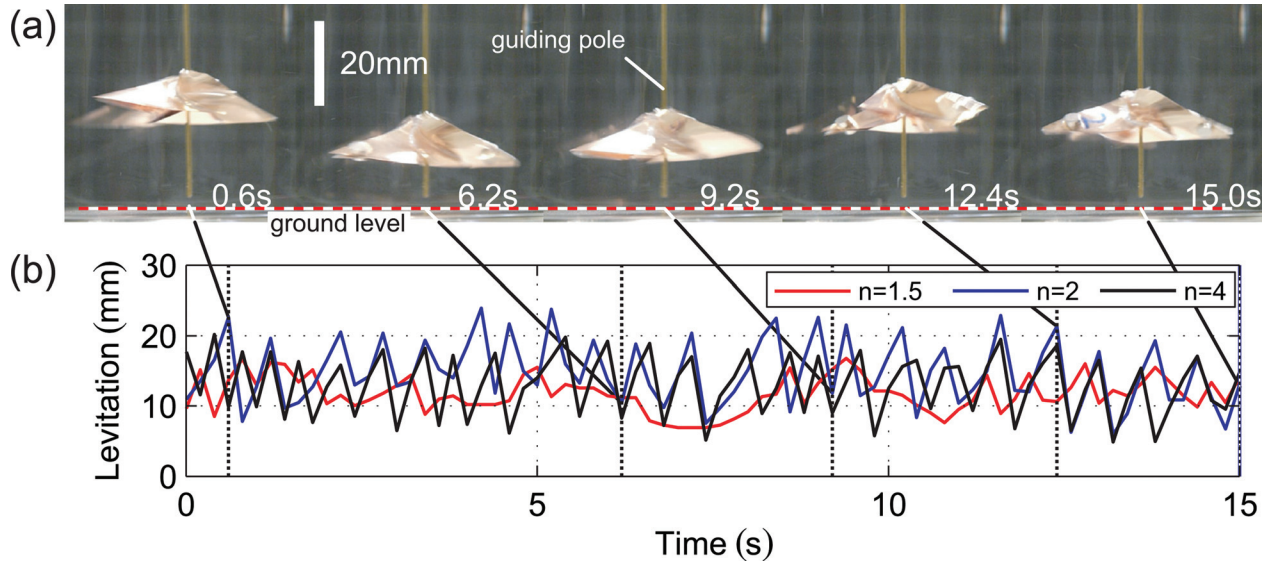 (a)
guiding pole
20mm
0.6s
6.2s
9.2s
12.4s
15.0s
ground level
(b)
30
20
10
0
Levitation (mm)
n=1.5
n=2
n=4
0
5
10
15
Time (s)